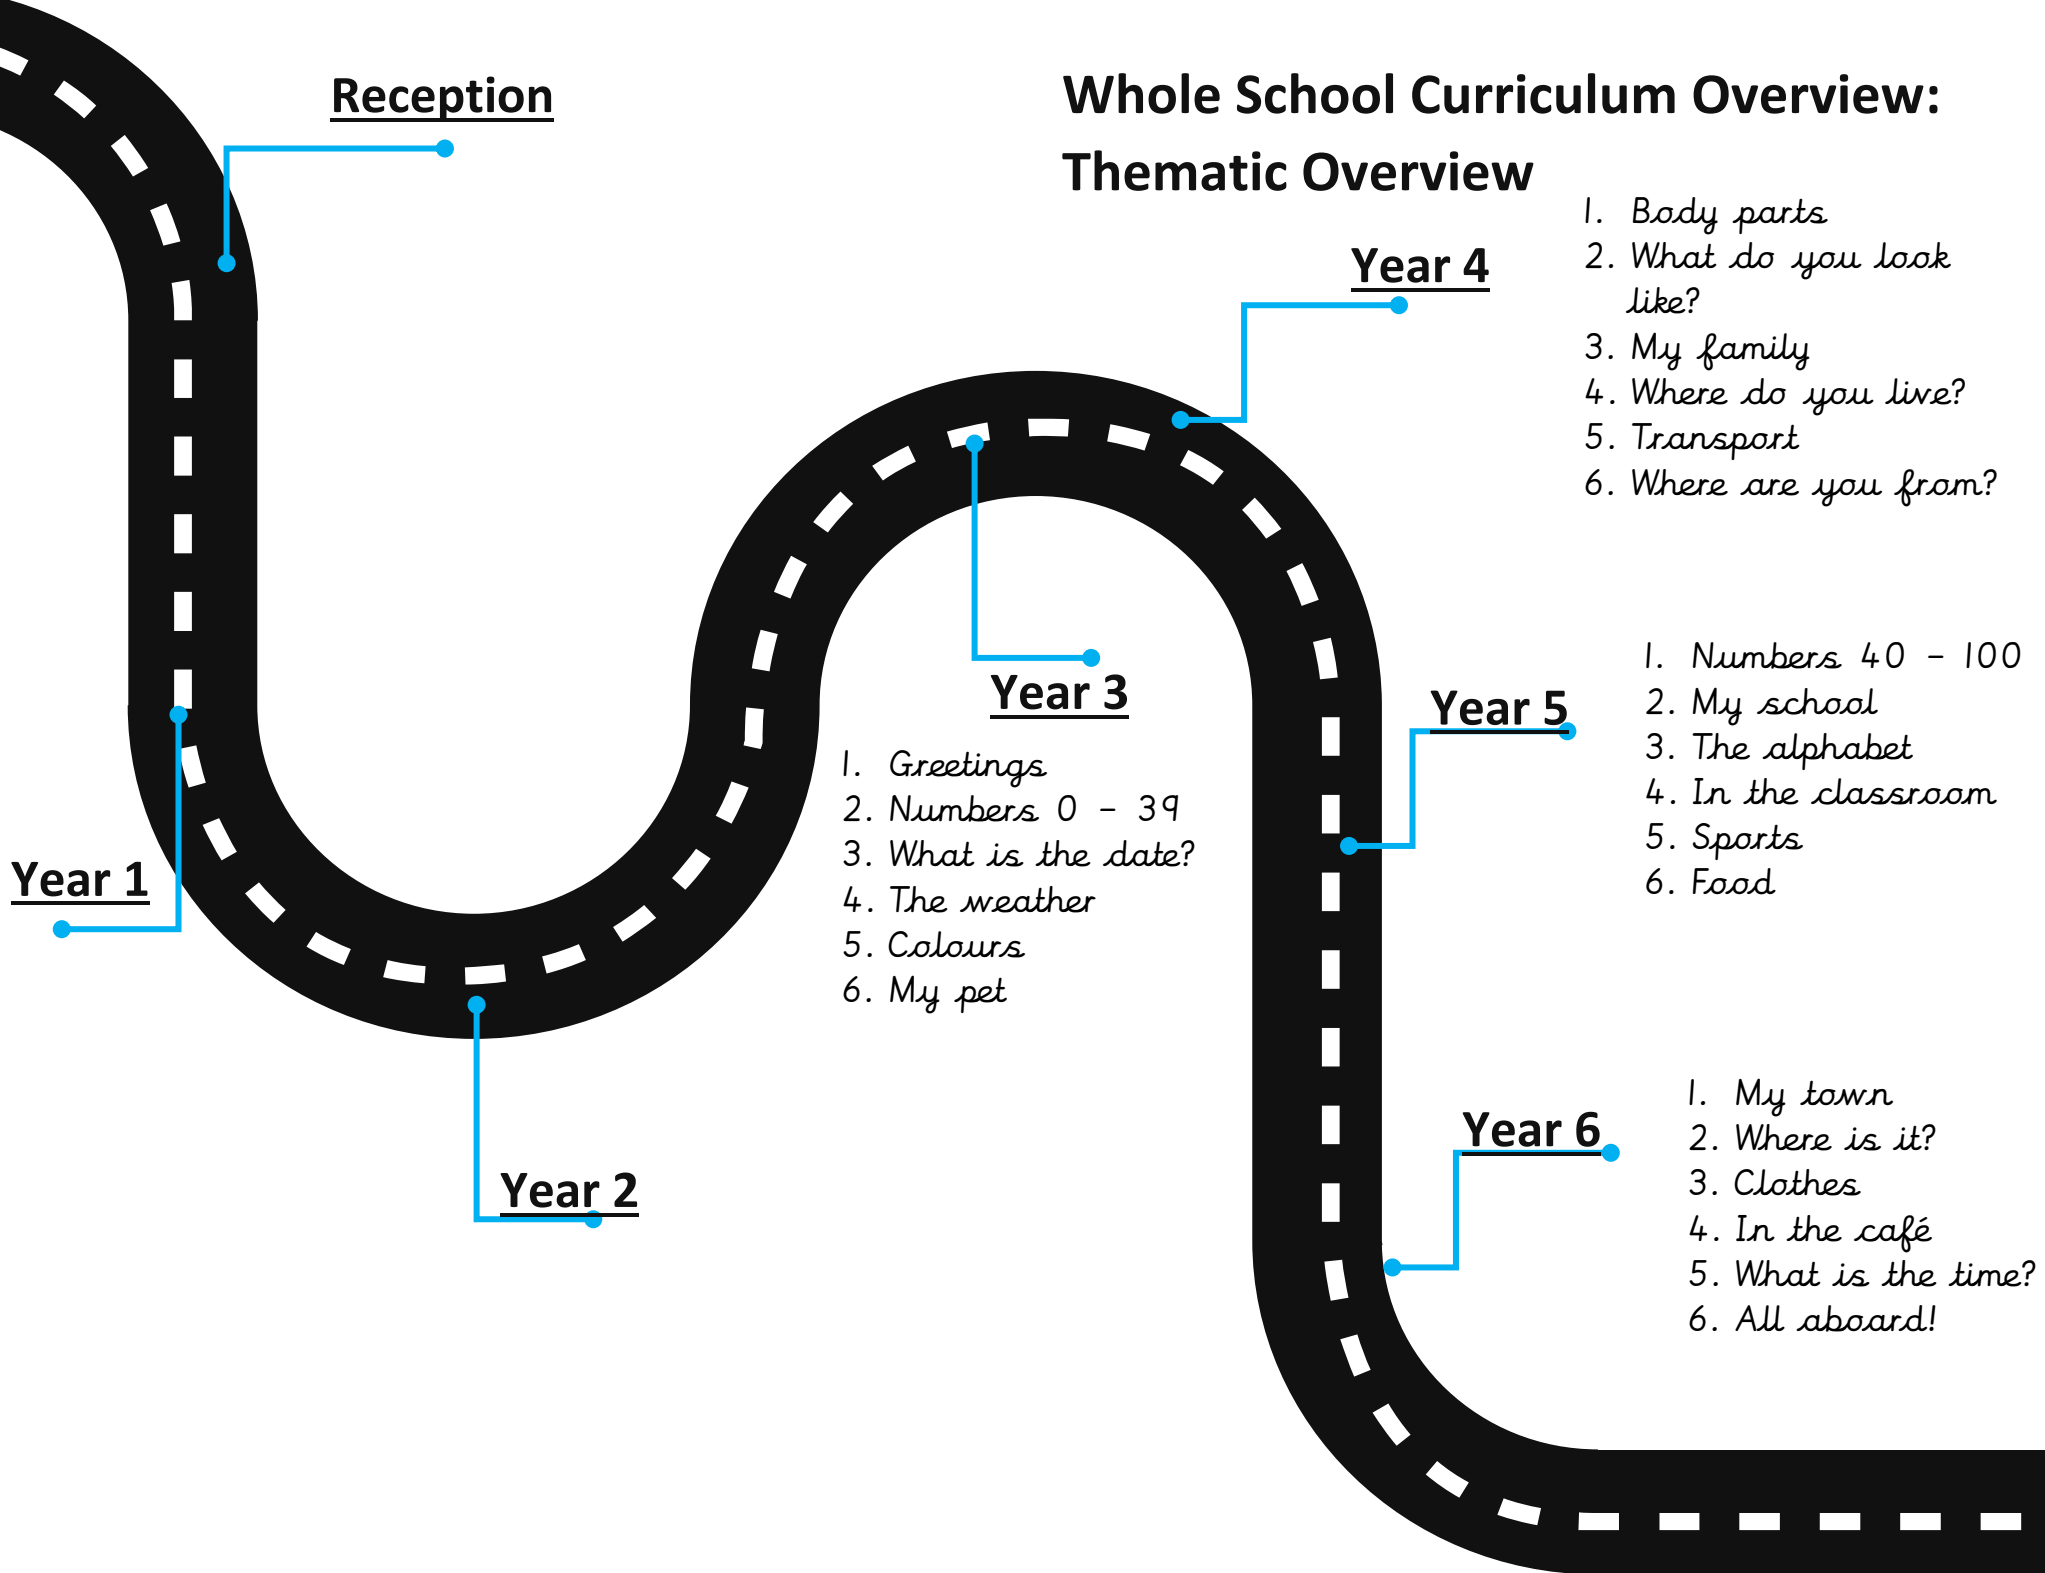 Reception
Whole School Curriculum Overview:
Thematic Overview
Year 4
1. Body parts
2. What do you look
like?
3. My family
4. Where do you live?
5. Transport
6. Where are you from?
Year 3
1. Greetings
2. Numbers 0 – 39
3. What is the date?
4. The weather
5. Colours
6. My pet
Year 5
1. Numbers 40 – 100
2. My school
3. The alphabet
4. In the classroom
5. Sports
6. Food
Year 1
Year 2
Year 6
1. My town
2. Where is it?
3. Clothes
4. In the café
5. What is the time?
6. All aboard!